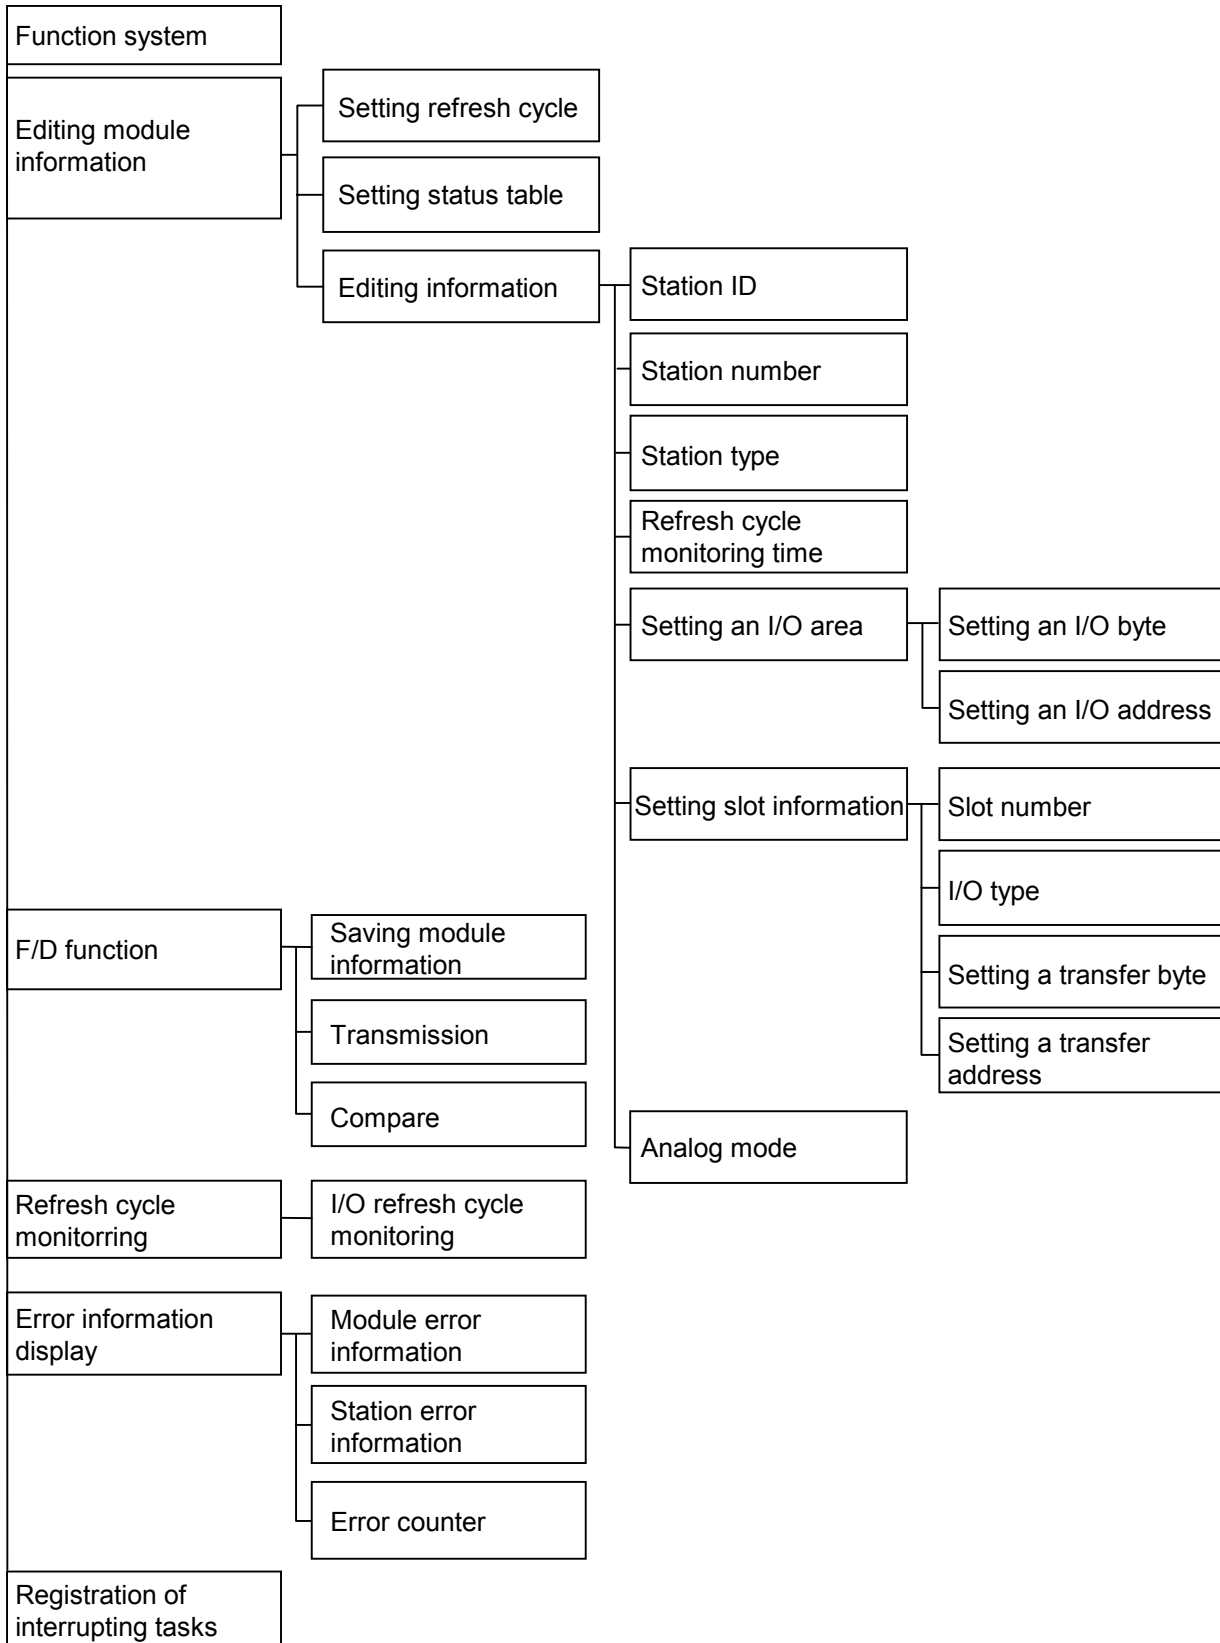 Function system
Editing module
information
Setting refresh cycle
Setting status table
Editing information
Station ID
Station number
Station type
Refresh cycle
monitoring time
Setting an I/O area
Setting an I/O byte
Setting an I/O address
Setting slot information
Slot number
I/O type
Setting a transfer byte
Setting a transfer
address
Analog mode
F/D function
Saving module
information
Transmission
Compare
Refresh cycle
monitorring
I/O refresh cycle
monitoring
Error information
display
Module error
information
Station error
information
Error counter
Registration of
interrupting tasks